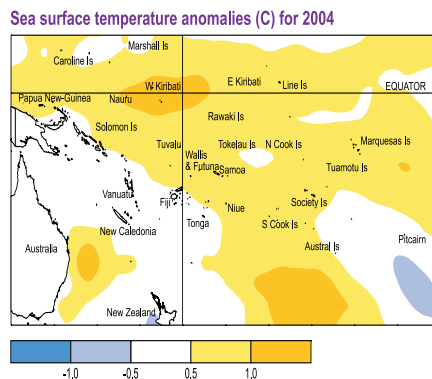 Sea surface temperature anomalies (C) for 2004
Marshall Is
Caroline Is
E Kiribati
W Kiribati
Line Is
EQUATOR
Papua New-Guinea
Nauru
Rawaki Is
Solomon Is
Marquesas Is
Tuvalu
Tokelau Is
N Cook Is
Wallis
& Futuna
Samoa
Tuamotu Is
Vanuatu
Fiji
Niue
Society Is
Tonga
S Cook Is
New Caledonia
Pitcairn
Australia
Austral Is
New Zealand
-1.0
-0.5
0.5
1.0